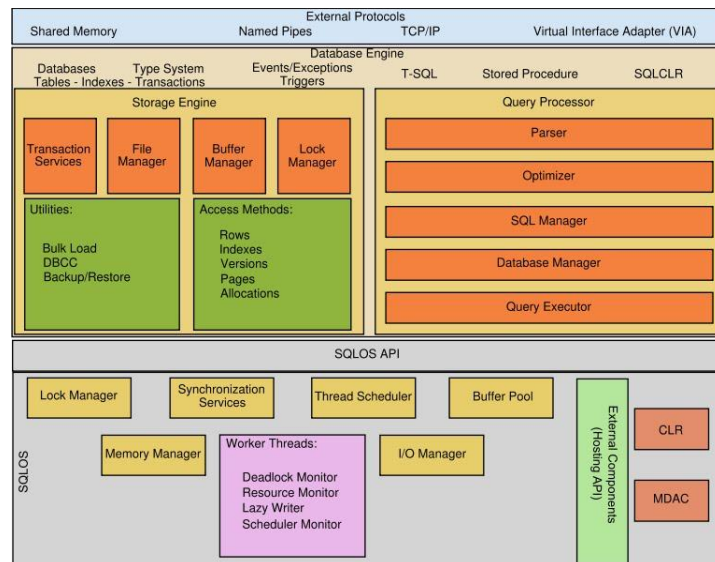 External Protocols
Shared Memory
Named Pipes
TCP/IP
Virtual Interface Adapter (VIA)
Database Engine
Databases
Type System
Events/Exceptions
T-SQL
Stored Procedure
SQLCLR
Tables - Indexes - Transactions
Triggers
Storage Engine
Transaction
Services
File
Manager
Buffer
Manager
Lock
Manager
Utilities:
Bulk Load
DBCC
Backup/Restore
Access Methods:
Rows
Indexes
Versions
Pages
Allocations
Query Processor
Parser
Optimizer
SQL Manager
Database Manager
Query Executor
SQLOS API
SQLOS
Lock Manager
Synchronization
Services
Thread Scheduler
Buffer Pool
Memory Manager
Worker Threads:
Deadlock Monitor
Resource Monitor
Lazy Writer
Scheduler Monitor
I/O Manager
External Components
(Hosting API)
CLR
MDAC